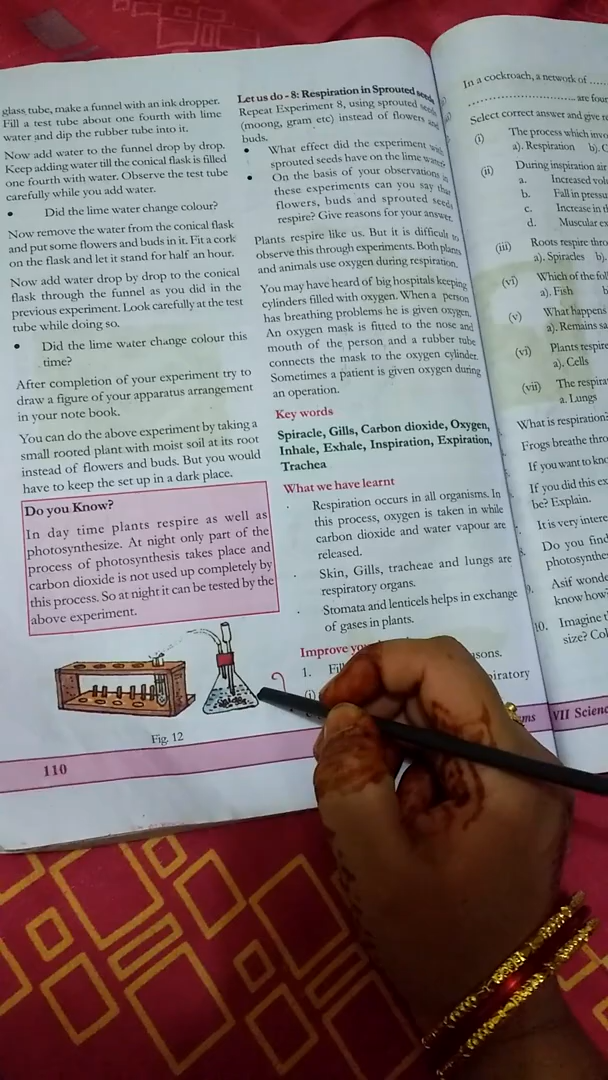 glass tube, make a funnel with an ink dropper.
Fill a test tube about one fourth with lime
water and dip the rubber tube into it.
Now add water to the funnel drop by drop.
Keep adding water till the conical flask is filled
one fourth with water. Observe the test tube
carefully while you add water.
• Did the lime water change colour?
Now remove the water from the conical flask
and put some flowers and buds in it. Fit a cork
on the flask and let it stand for half an hour.
Now add water drop by drop to the conical
flask through the funnel as you did in the
previous experiment. Look carefully at the test
tube while doing so.
• Did the lime water change colour this
time?
After completion of your experiment try to
draw a figure of your apparatus arrangement
in your note book.
You can do the above experiment by taking a
small rooted plant with moist soil at its root
instead of flowers and buds. But you would
have to keep the set up in a dark place.
Do you Know?
In day time plants respire as well as
photosynthesize. At night only part of the
process of photosynthesis takes place and
carbon dioxide is not used up completely by
this process. So at night it can be tested by the
above experiment.
Fig. 12
110
Let us do - 8: Respiration in Sprouted seeds
Repeat Experiment 8, using sprouted seeds
(moong, gram etc) instead of flowers and
buds.
• What effect did the experiment with
sprouted seeds have on the lime water
• On the basis of your observations in
these experiments can you say that
flowers, buds and sprouted seeds
respire? Give reasons for your answer.
Plants respire like us. But it is difficult to
observe this through experiments. Both plants
and animals use oxygen during respiration.
You may have heard of big hospitals keeping
cylinders filled with oxygen. When a person
has breathing problems he is given oxygen.
An oxygen mask is fitted to the nose and
mouth of the person and a rubber tube
connects the mask to the oxygen cylinder.
Sometimes a patient is given oxygen during
an operation.
Key words
Spiracle, Gills, Carbon dioxide, Oxygen,
Inhale, Exhale, Inspiration, Expiration,
Trachea
What we have learnt
• Respiration occurs in all organisms. In
this process, oxygen is taken in while
carbon dioxide and water vapour are
released.
• Skin, Gills, tracheae and lungs are
respiratory organs.
• Stomata and lenticels helps in exchange
of gases in plants.
Improve
1. sons.
(i) piratory
ms
In a cockroach, a network of ......
.............................. are four
Select correct answer and give re
(i) The process which invo
a). Respiration b). C
(ii) During inspiration air
a. Increased volu
b. Fall in pressu
c. Increase in th
d. Muscular ex
(iii) Roots respire thro
a). Spirades b).
(vi) Which of the foll
a). Fish b
(v) What happens
a). Remains sa
(vi) Plants respire
a). Cells
(vii) The respira
a. Lungs
What is respiration?
Frogs breathe thro
If you want to kno
If you did this ex
be? Explain.
It is very interes
Do you find
photosynthe
Asif wonde
know how
10. Imagine t
size? Col
VII Scienc